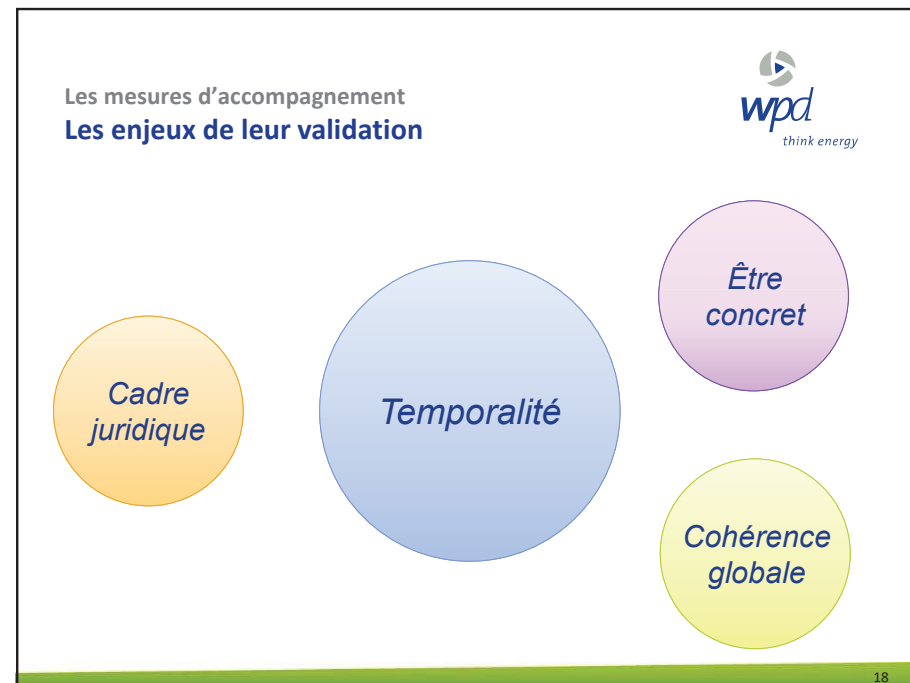 Les mesures d'accompagnement
Les enjeux de leur validation
wpd
think energy
Cadre
juridique
Temporalité
Être
concret
Cohérence
globale
18